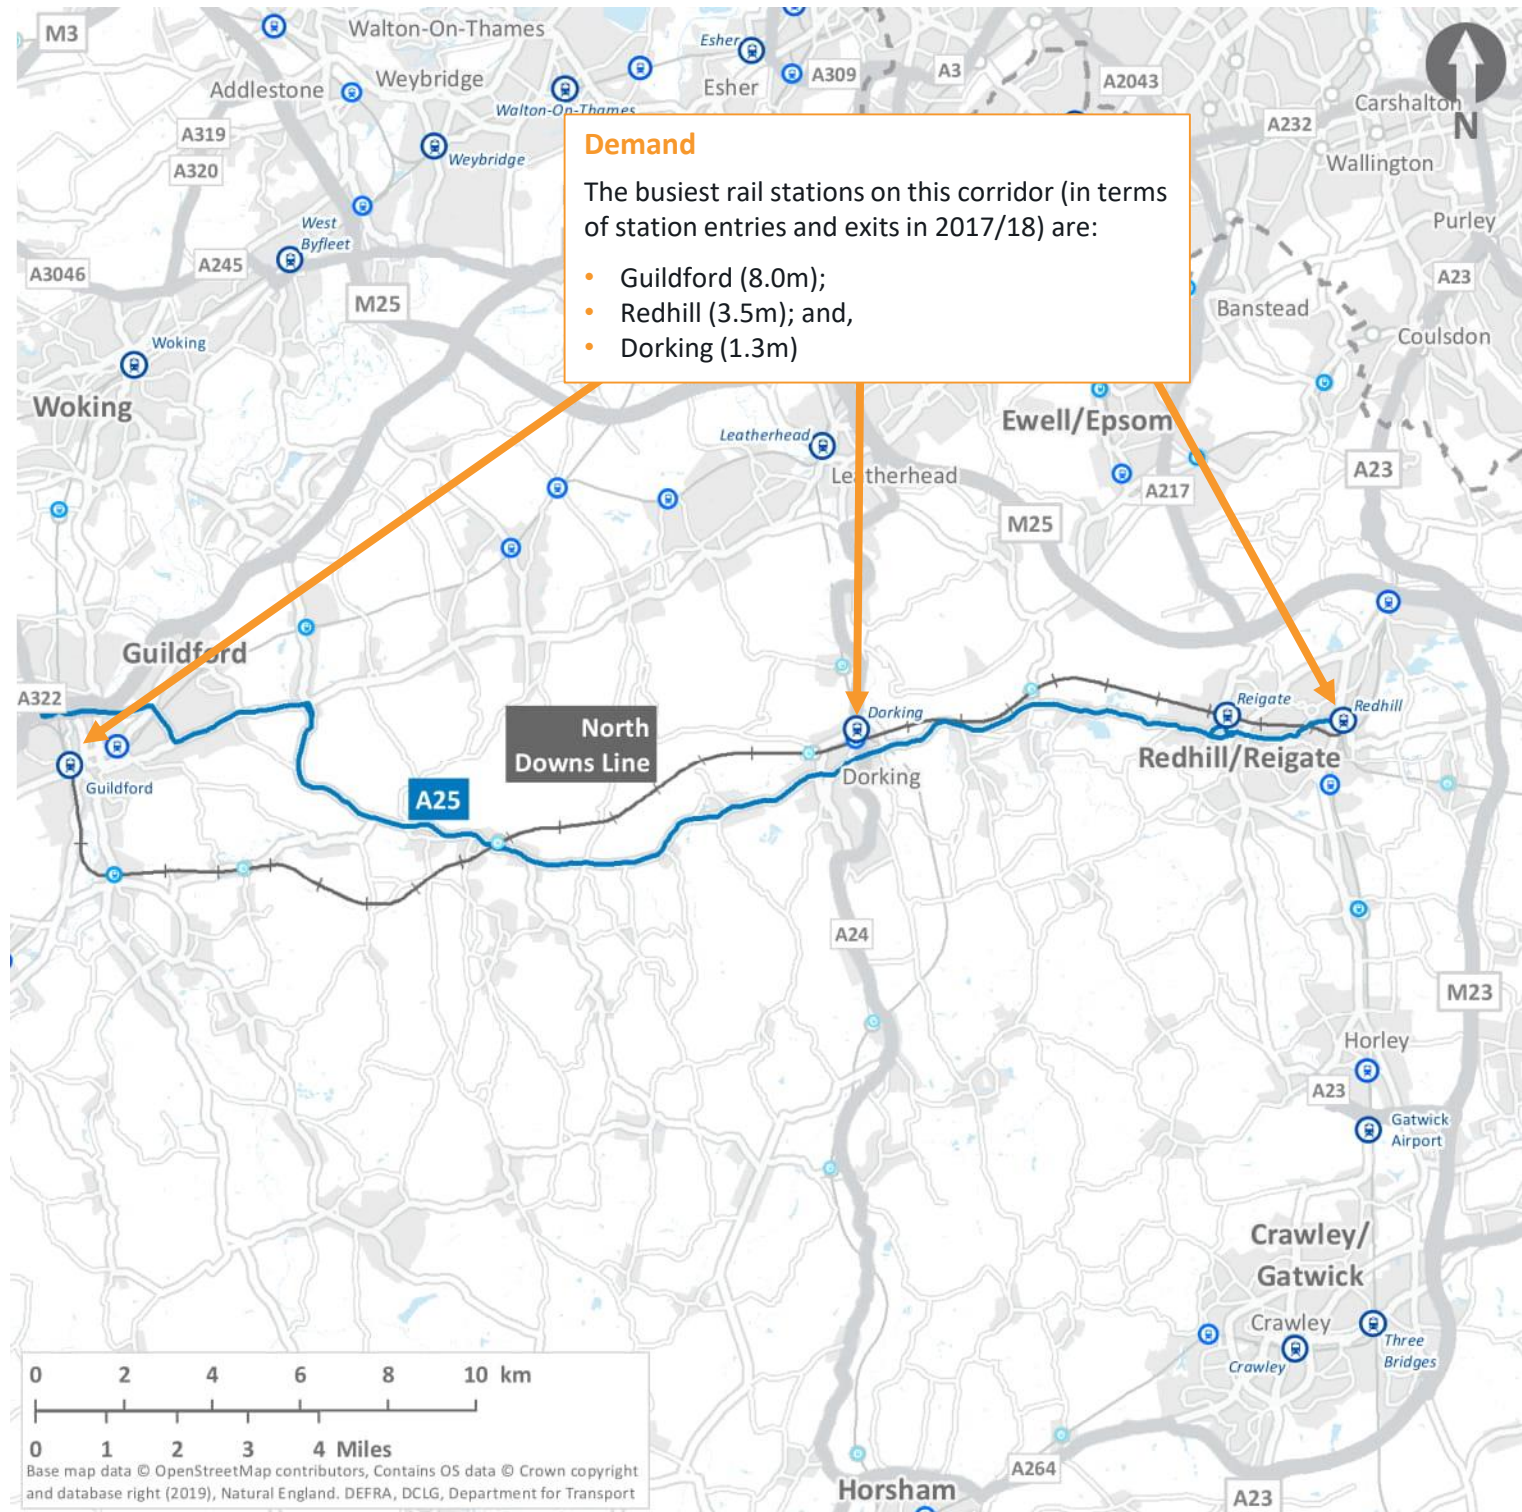 M3
Walton-On-Thames
Esher
Esher
A309
A3
A2043
Addlestone
Weybridge
Walton-On-Thames
Carshalton
N
A319
A320
Weybridge
A232
Wallington
Demand
The busiest rail stations on this corridor (in terms
of station entries and exits in 2017/18) are:
• Guildford (8.0m);
• Redhill (3.5m); and,
• Dorking (1.3m)
West
Byfleet
A3046
A245
M25
Purley
A23
Banstead
Coulsdon
Woking
Woking
Leatherhead
Leatherhead
Ewell/Epsom
A217
A23
M25
Guildford
A322
North
Downs Line
Dorking
Dorking
Reigate
Redhill
Redhill/Reigate
Guildford
A25
A24
M23
Horley
A23
Gatwick
Airport
Crawley/
Gatwick
Crawley
Crawley
Three
Bridges
0 2 4 6 8 10 km
0 1 2 3 4 Miles
Base map data © OpenStreetMap contributors, Contains OS data © Crown copyright
and database right (2019), Natural England. DEFRA, DCLG, Department for Transport
A264
Horsham
A23